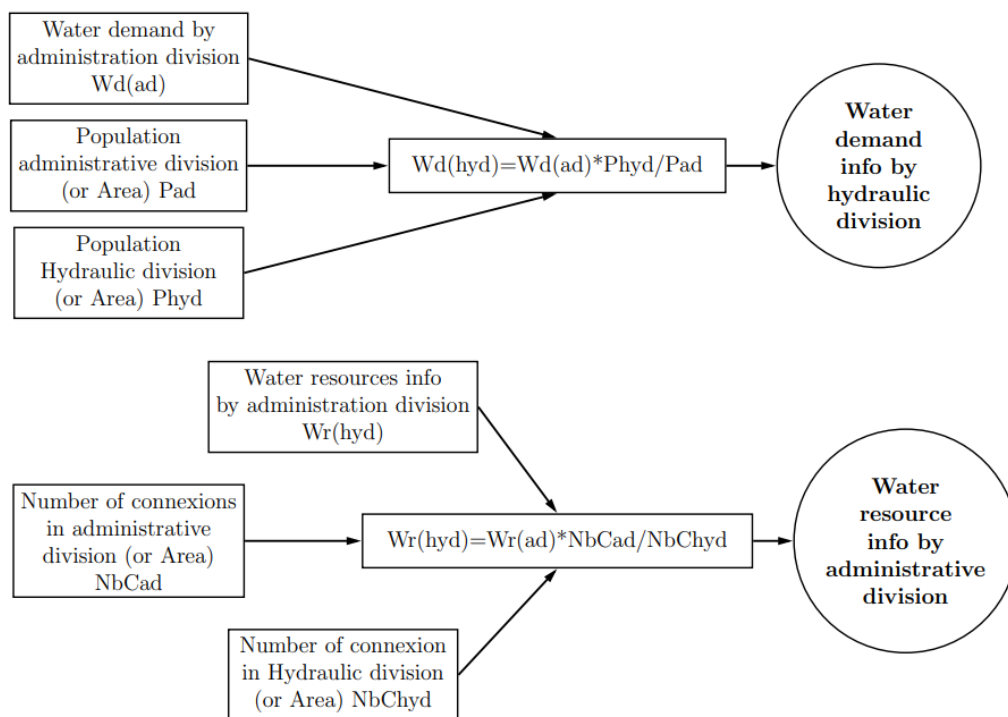 Water demand by
administration division
Wd(ad)
Population
administrative division
(or Area) Pad
Population
Hydraulic division
(or Area) Phyd
Wd(hyd)=Wd(ad)*Phyd/Pad
Water
demand
info by
hydraulic
division
Water resources info
by administration division
Wr(hyd)
Number of connexions
in administrative
division (or Area)
NbCad
Number of connexion
in Hydraulic division
(or Area) NbChyd
Wr(hyd)=Wr(ad)*NbCad/NbChyd
Water
resource
info by
administrative
division